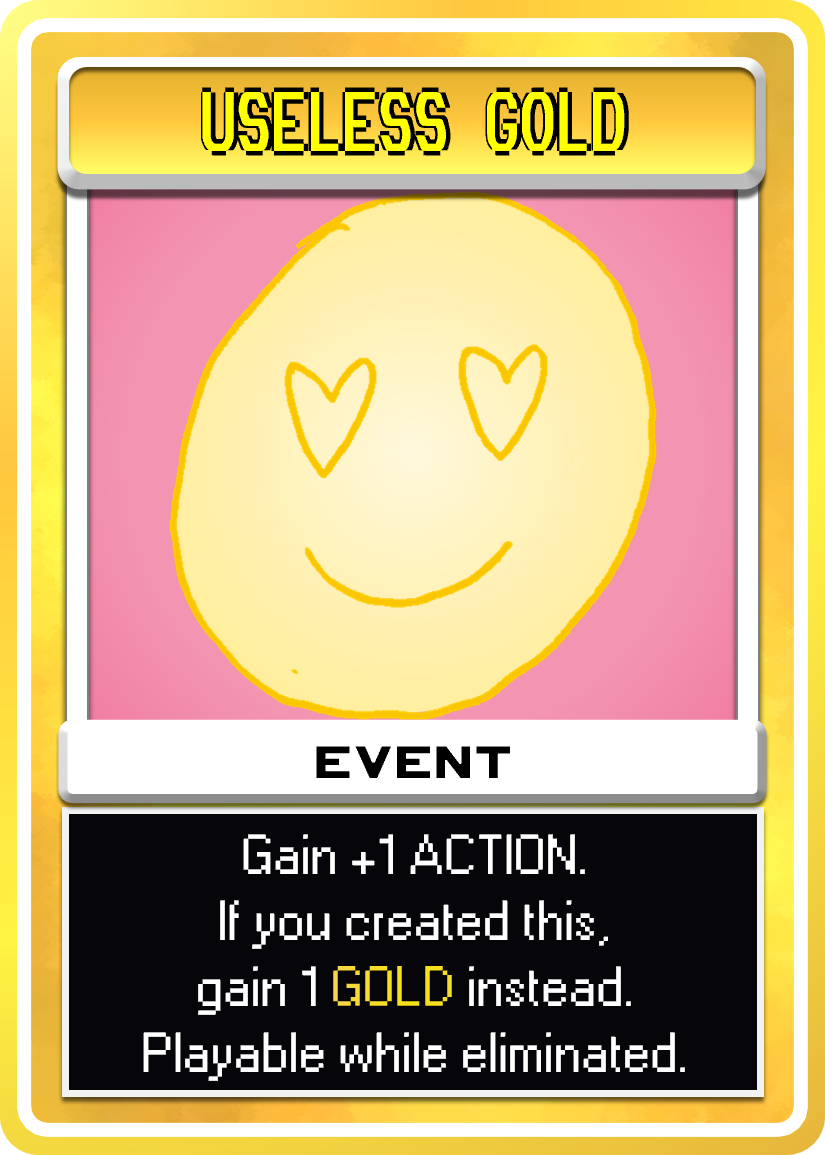 USELESS GOLD
EVENT
Gain +1 ACTION.
If you created this,
gain 1 GOLD instead.
Playable while eliminated.